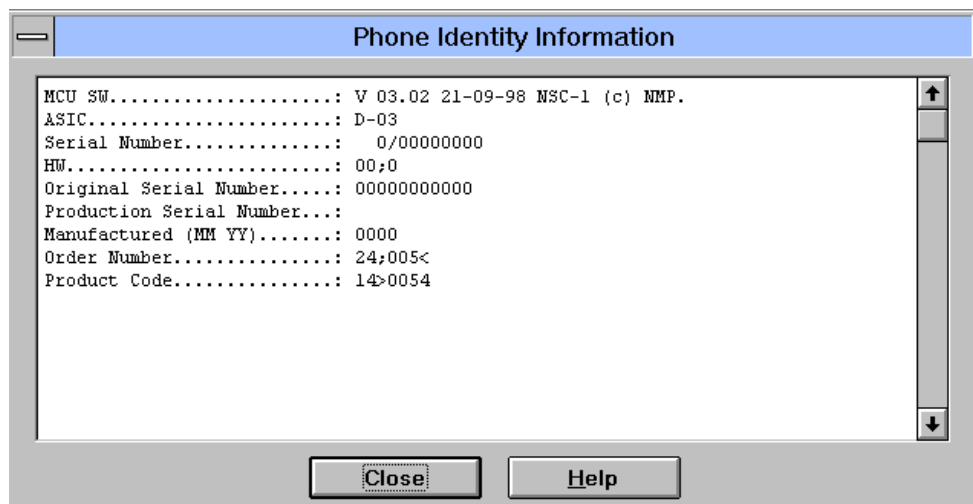 Phone Identity Information
MCU SW.....................: V 03.02 21-09-98 NSC-1 (c) NMP.
ASIC.......................: D-03
Serial Number..............:   0/00000000
HW.........................: 00;0
Original Serial Number.....: 00000000000
Production Serial Number...:
Manufactured (MM YY).......: 0000
Order Number...............: 24;005<
Product Code...............: 14>0054
Close
Help